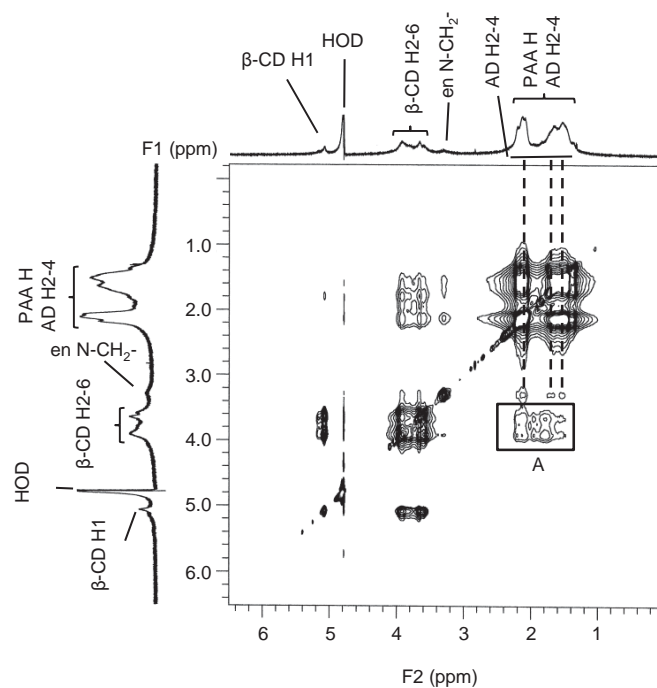 β-CD H1
HOD
β-CD H2-6
en N-CH₂-
AD H2-4
PAA H
AD H2-4
F1 (ppm)
PAA H
AD H2-4
en N-CH₂-
β-CD H2-6
HOD
β-CD H1
1.0
2.0
3.0
4.0
5.0
6.0
A
6 5 4 3 2 1
F2 (ppm)